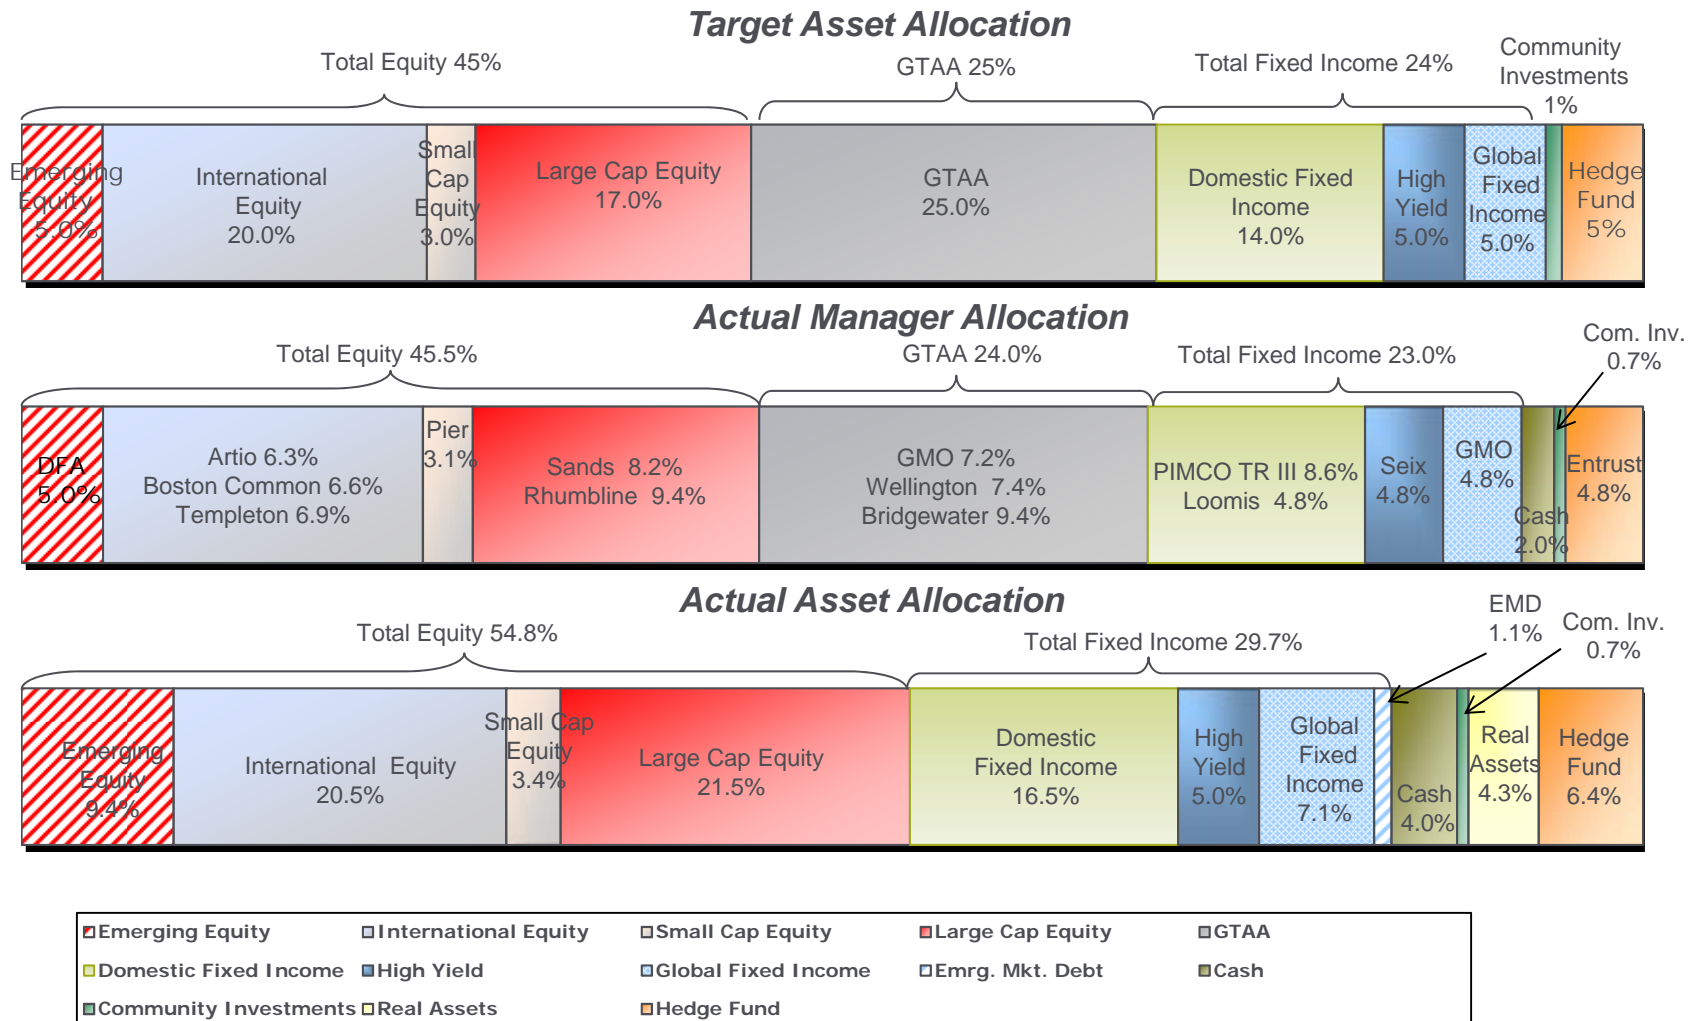 Target Asset Allocation
Total Equity 45%
GTAA 25%
Total Fixed Income 24%
Community
Investments
1%
Emerging
Equity
5.0%
International
Equity
20.0%
Small
Cap
Equity
3.0%
Large Cap Equity
17.0%
GTAA
25.0%
Domestic Fixed
Income
14.0%
High
Yield
5.0%
Global
Fixed
Income
5.0%
Hedge
Fund
5%
Actual Manager Allocation
Total Equity 45.5%
GTAA 24.0%
Total Fixed Income 23.0%
Com. Inv.
0.7%
DFA
5.0%
Artio 6.3%
Boston Common 6.6%
Templeton 6.9%
Pier
3.1%
Sands 8.2%
Rhumbline 9.4%
GMO 7.2%
Wellington 7.4%
Bridgewater 9.4%
PIMCO TR III 8.6%
Loomis 4.8%
Seix
4.8%
GMO
4.8%
Cash
2.0%
Entrust
4.8%
Actual Asset Allocation
Total Equity 54.8%
Total Fixed Income 29.7%
EMD
1.1%
Com. Inv.
0.7%
Emerging
Equity
9.4%
International Equity
20.5%
Small Cap
Equity
3.4%
Large Cap Equity
21.5%
Domestic
Fixed Income
16.5%
High
Yield
5.0%
Global
Fixed
Income
7.1%
Cash
4.0%
Real
Assets
4.3%
Hedge
Fund
6.4%
Emerging Equity International Equity Small Cap Equity Large Cap Equity GTAA
Domestic Fixed Income High Yield Global Fixed Income Emrg. Mkt. Debt Cash
Community Investments Real Assets Hedge Fund